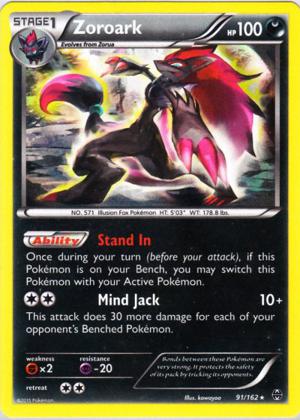 STAGE1 Zoroark HP100
Evolves from Zorua
NO. 571 Illusion Fox Pokémon HT: 5'03" WT: 178.8 lbs.
Ability Stand In
Once during your turn (before your attack), if this
Pokémon is on your Bench, you may switch this
Pokémon with your Active Pokémon.
Mind Jack 10+
This attack does 30 more damage for each of your
opponent's Benched Pokémon.
weakness resistance
×2 -20
retreat
Bonds between these Pokémon are
very strong. It protects the safety
of its pack by tricking its opponents.
©2015 Pokémon Illus. kawayoo 91/162 ★